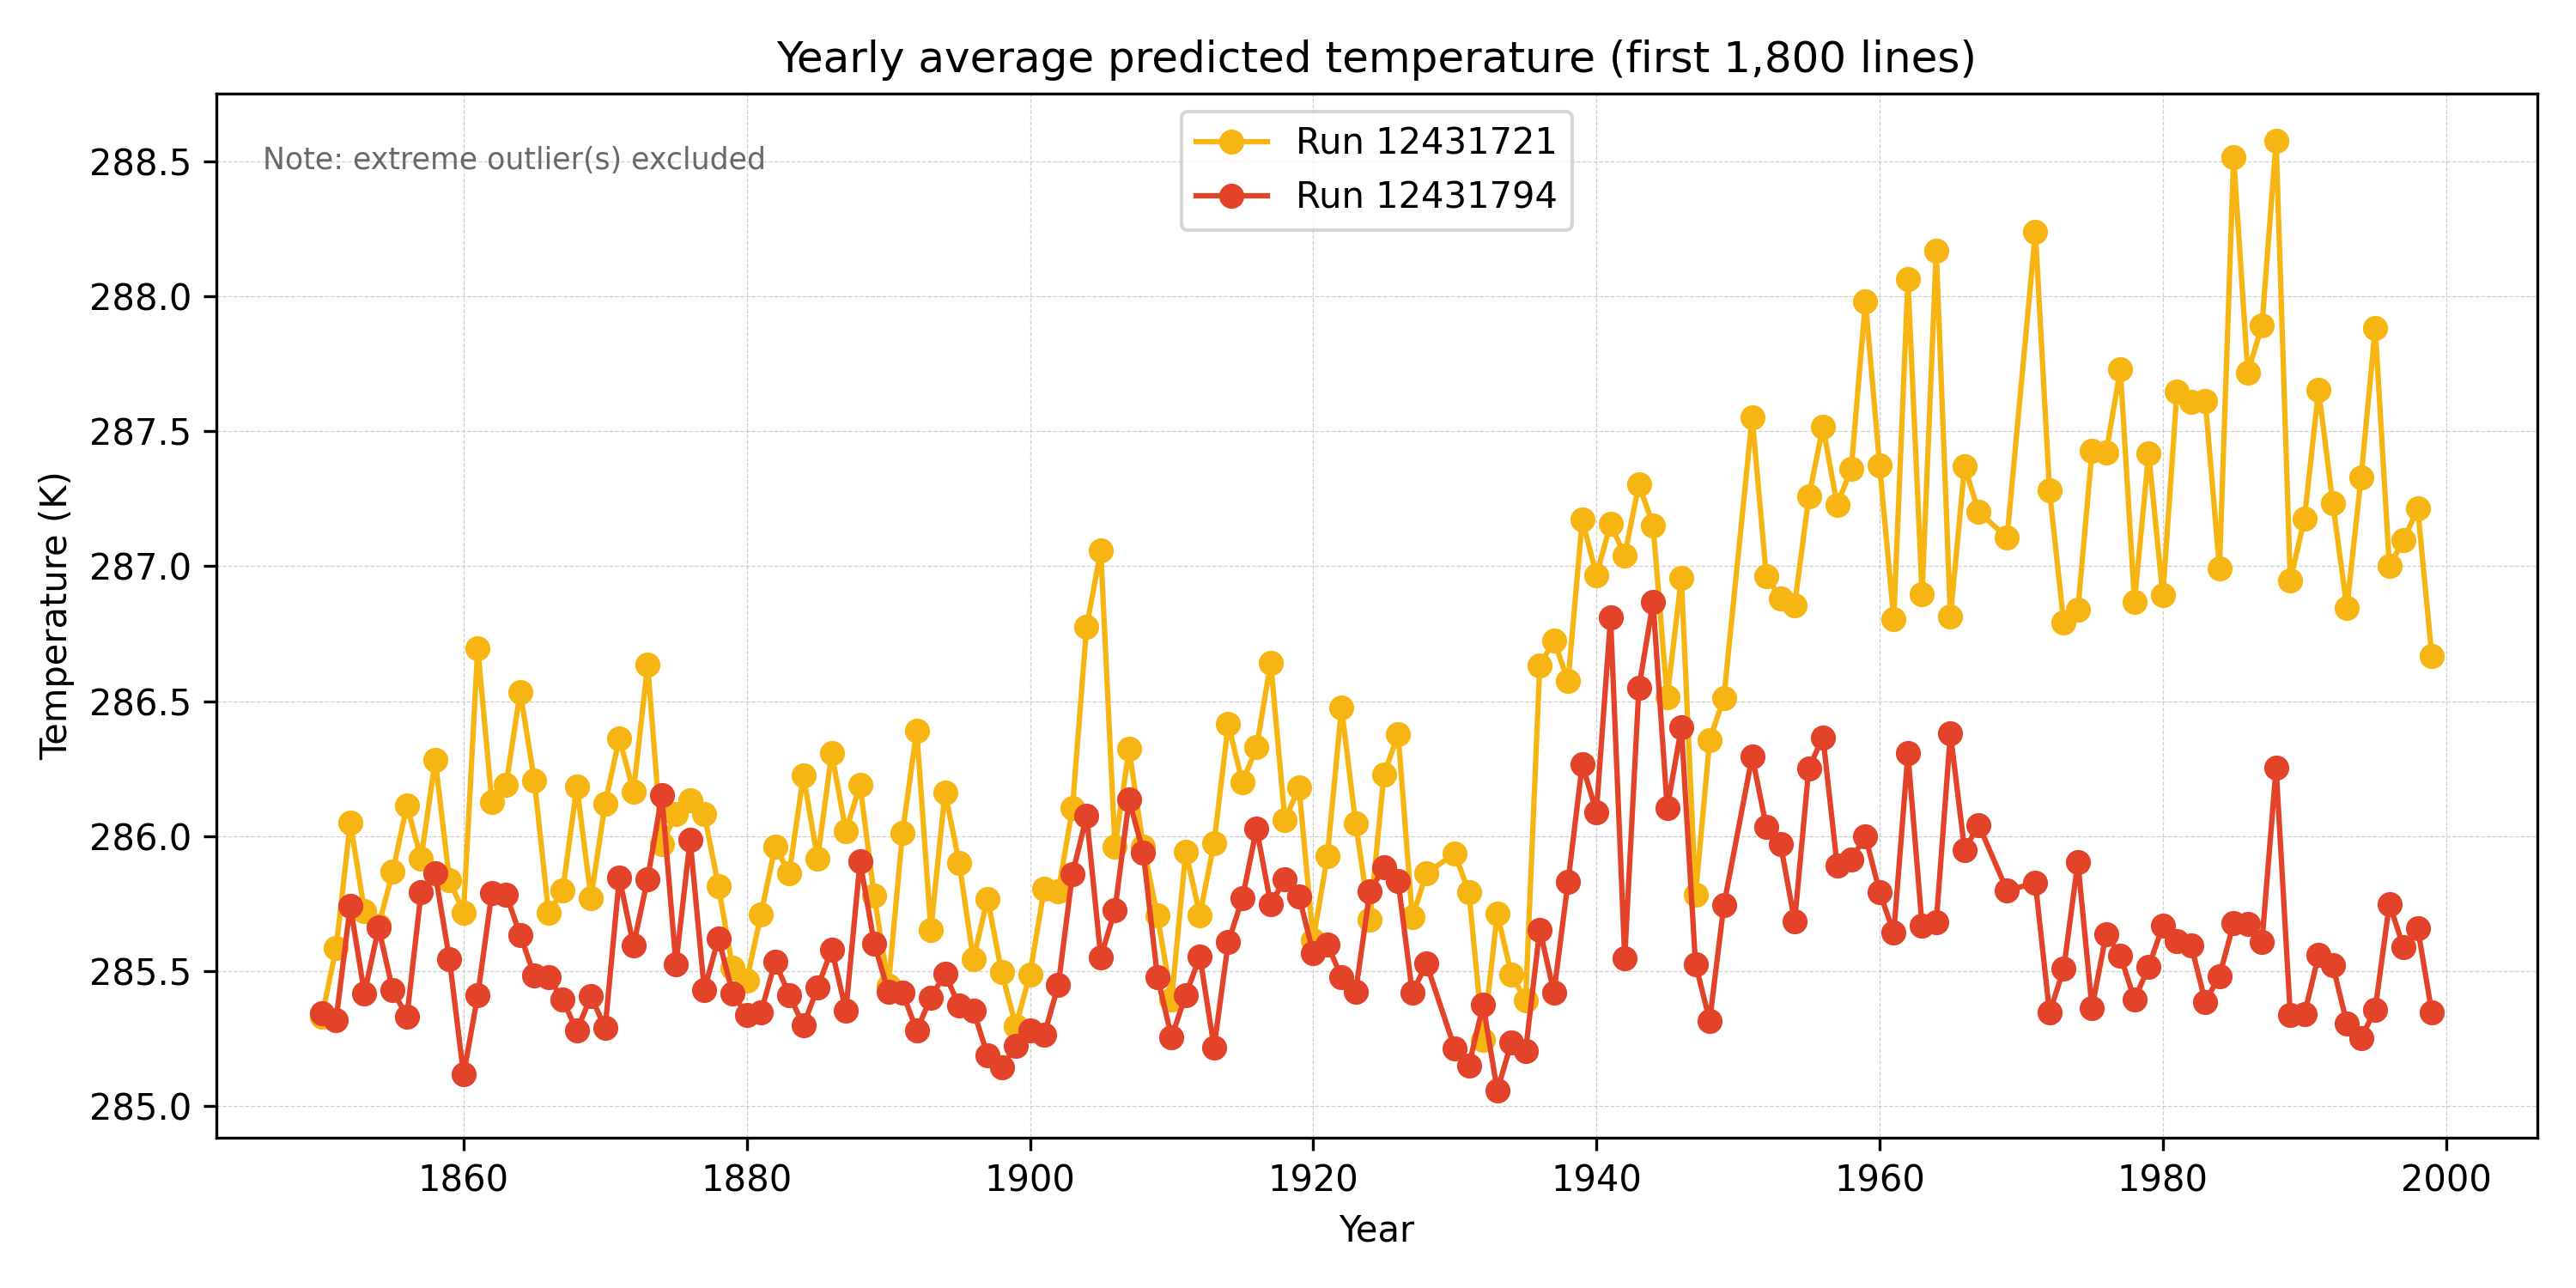 Yearly average predicted temperature (first 1,800 lines)
Note: extreme outlier(s) excluded
Run 12431721
Run 12431794
288.5
288.0
287.5
287.0
286.5
286.0
285.5
285.0
Temperature (K)
1860 1880 1900 1920 1940 1960 1980 2000
Year